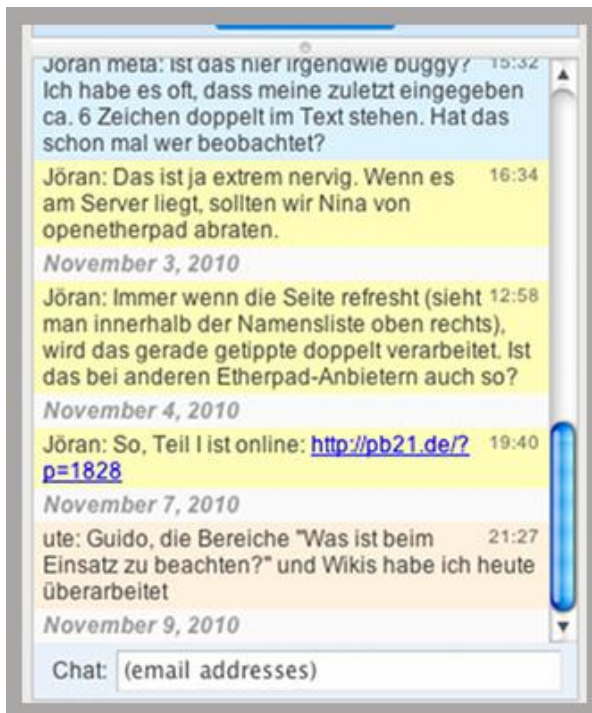 Jöran meta: Ist das hier irgendwie buggy? 15:32
Ich habe es oft, dass meine zuletzt eingegeben
ca. 6 Zeichen doppelt im Text stehen. Hat das
schon mal wer beobachtet?
Jöran: Das ist ja extrem nervig. Wenn es 16:34
am Server liegt, sollten wir Nina von
openetherpad abraten.
November 3, 2010
Jöran: Immer wenn die Seite refresht (sieht 12:58
man innerhalb der Namensliste oben rechts),
wird das gerade getippte doppelt verarbeitet. Ist
das bei anderen Etherpad-Anbietern auch so?
November 4, 2010
Jöran: So, Teil I ist online: http://pb21.de/? 19:40
p=1828
November 7, 2010
ute: Guido, die Bereiche "Was ist beim 21:27
Einsatz zu beachten?" und Wikis habe ich heute
überarbeitet
November 9, 2010
Chat: (email addresses)